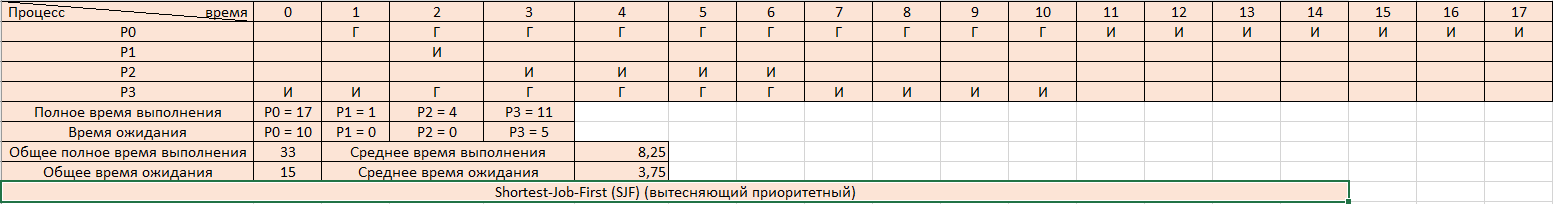 Процесс время 0 1 2 3 4 5 6 7 8 9 10 11 12 13 14 15 16 17
P0 Г Г Г Г Г Г Г Г Г Г И И И И И И И
P1 И
P2 И И И И
P3 И И Г Г Г Г Г И И И И
Полное время выполнения P0 = 17 P1 = 1 P2 = 4 P3 = 11
Время ожидания P0 = 10 P1 = 0 P2 = 0 P3 = 5
Общее полное время выполнения 33 Среднее время выполнения 8,25
Общее время ожидания 15 Среднее время ожидания 3,75
Shortest-Job-First (SJF) (вытесняющий приоритетный)